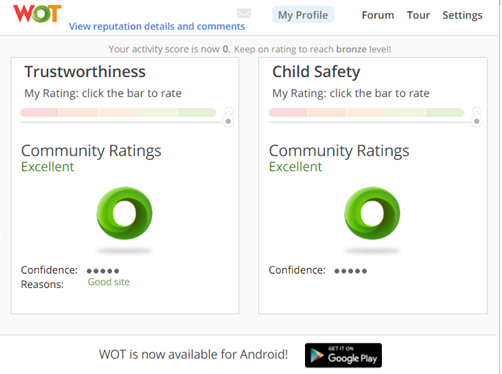 WOT
View reputation details and comments
My Profile
Forum
Tour
Settings
Your activity score is now 0. Keep on rating to reach bronze level!
Trustworthiness
My Rating: click the bar to rate
Community Ratings
Excellent
Confidence:
Reasons: Good site
Child Safety
My Rating: click the bar to rate
Community Ratings
Excellent
Confidence:
WOT is now available for Android!
GET IT ON
Google Play